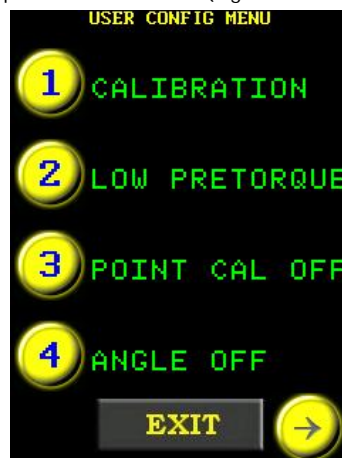 USER CONFIG MENU
1 CALIBRATION
2 LOW PRETORQUE
3 POINT CAL OFF
4 ANGLE OFF
EXIT →